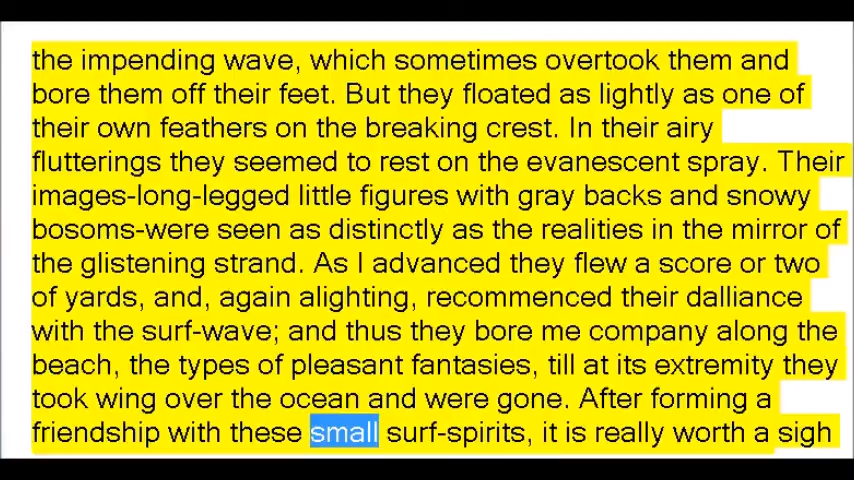 the impending wave, which sometimes overtook them and
bore them off their feet. But they floated as lightly as one of
their own feathers on the breaking crest. In their airy
flutterings they seemed to rest on the evanescent spray. Their
images-long-legged little figures with gray backs and snowy
bosoms-were seen as distinctly as the realities in the mirror of
the glistening strand. As I advanced they flew a score or two
of yards, and, again alighting, recommenced their dalliance
with the surf-wave; and thus they bore me company along the
beach, the types of pleasant fantasies, till at its extremity they
took wing over the ocean and were gone. After forming a
friendship with these small surf-spirits, it is really worth a sigh